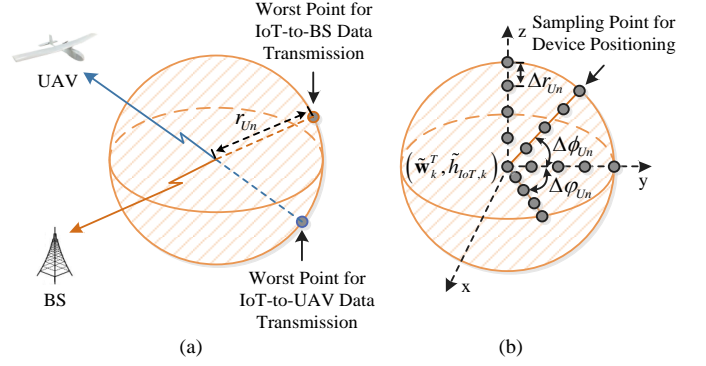 Worst Point for
IoT-to-BS Data
Transmission
UAV
r_{Un}
BS
Worst Point for
IoT-to-UAV Data
Transmission
(a)
Sampling Point for
Device Positioning
z
Δr_{Un}
Δϕ_{Un}
(w̃_k^T, h̃_{IoT,k})
y
Δφ_{Un}
x
(b)